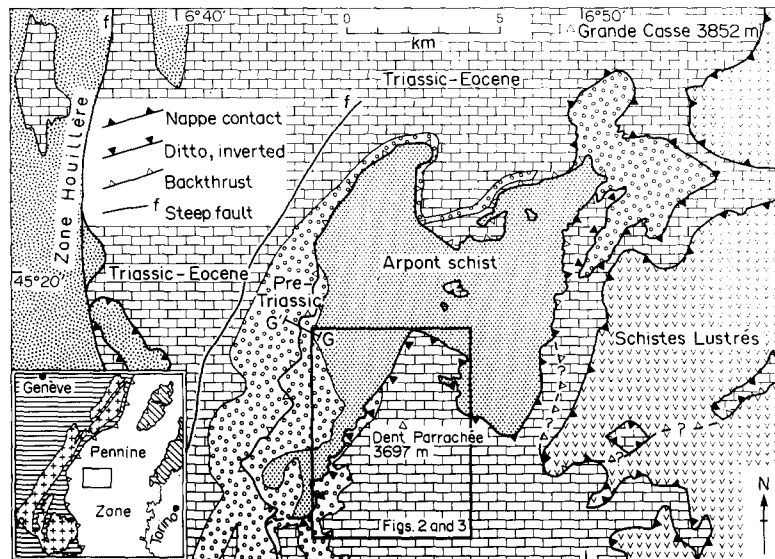 f
6°40'
0 5
km
6°50'
Grande Casse 3852 m
Triassic-Eocene
f
Nappe contact
Ditto, inverted
Backthrust
f Steep fault
Zone Houillère
45°20'
Triassic-Eocene
Pre-
Triassic
Arpont schist
G'
G
Schistes Lustrés
Genève
Pennine
Zone
Torino
Dent Parrachée
3697 m
?
?
?
?
Figs. 2 and 3
N